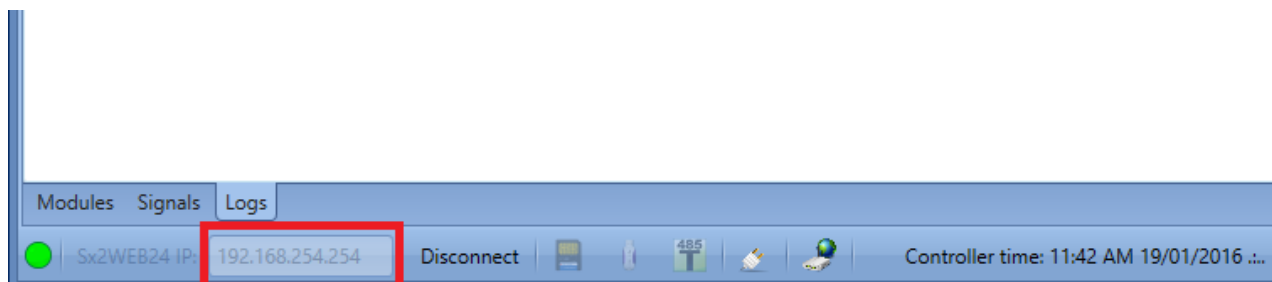 Modules Signals Logs
Sx2WEB24 IP: 192.168.254.254 Disconnect 485 T Controller time: 11:42 AM 19/01/2016 .:..